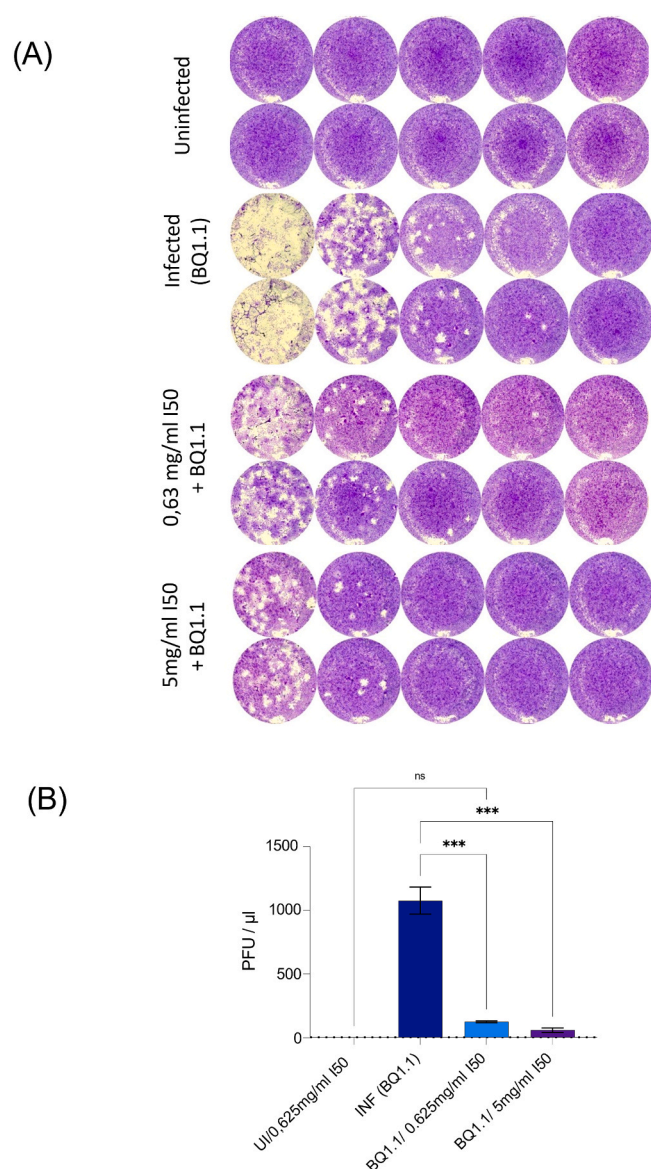 (A)
Uninfected
Infected
(BQ1.1)
0,63 mg/ml I50
+ BQ1.1
5mg/ml I50
+ BQ1.1
(B)
ns
***
***
1500
1000
500
0
PFU / µl
UI/0,625mg/ml I50
INF (BQ1.1)
BQ1.1/ 0.625mg/ml I50
BQ1.1/ 5mg/ml I50